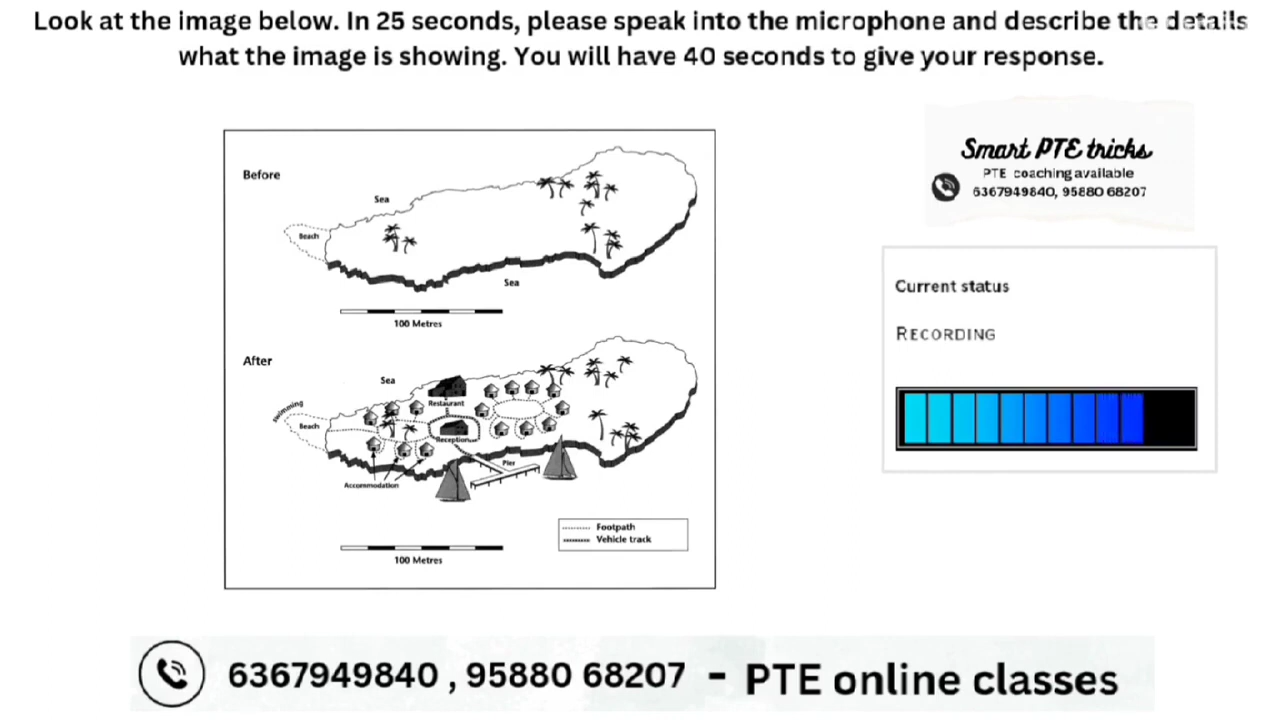 Look at the image below. In 25 seconds, please speak into the microphone and describe the details
what the image is showing. You will have 40 seconds to give your response.
Smart PTE tricks
PTE coaching available
6367949840, 95880 68207
Before
Sea
Beach
Sea
100 Metres
After
Sea
Restaurant
Swimming
Beach
Reception
Pier
Accommodation
Footpath
Vehicle track
100 Metres
Current status
RECORDING
6367949840 , 95880 68207 - PTE online classes